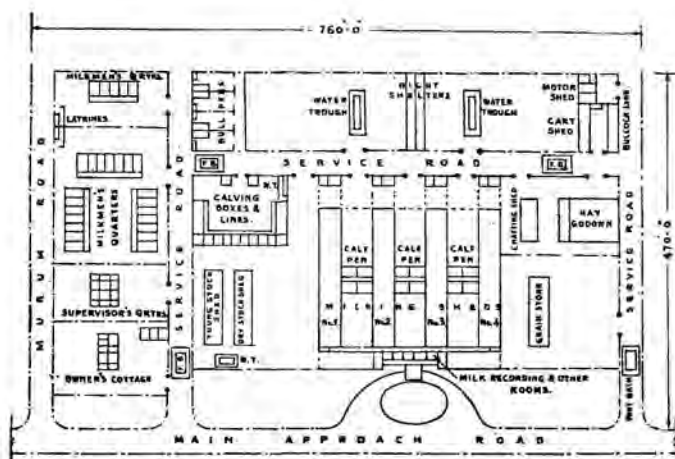 760'-0"
MILKMEN'S QRTRS.
LATRINES
BULL PENS
WATER TROUGH
NIGHT SHELTERS
WATER TROUGH
MOTOR SHED
CART SHED
BULLOCK LINE
SERVICE ROAD
F.B.
F.B.
W.T.
CALVING BOXES & LINES.
CHAFFING SHED
HAY GODOWN
470'-0"
MURUM ROAD
SERVICE ROAD
SERVICE ROAD
MILKMEN'S QUARTERS
CALF PEN
CALF PEN
CALF PEN
MILKING SHEDS
No.1
No.2
No.3
No.4
YOUNG STOCK SHED
DRY STOCK SHED
GRAIN STORE
SUPERVISOR'S QRTRS.
OWNER'S COTTAGE
F.B.
W.T.
MILK RECORDING & OTHER ROOMS.
FOOT BATH
MAIN APPROACH ROAD